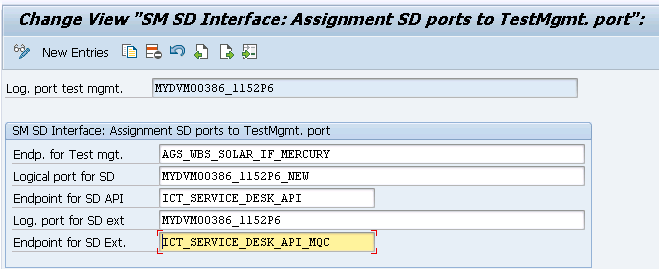 Change View "SM SD Interface: Assignment SD ports to TestMgmt. port":
New Entries
Log. port test mgmt. MYDVM00386_1152P6
SM SD Interface: Assignment SD ports to TestMgmt. port
Endp. for Test mgt. AGS_WBS_SOLAR_IF_MERCURY
Logical port for SD MYDVM00386_1152P6_NEW
Endpoint for SD API ICT_SERVICE_DESK_API
Log. port for SD ext MYDVM00386_1152P6
Endpoint for SD Ext. ICT_SERVICE_DESK_API_MQC